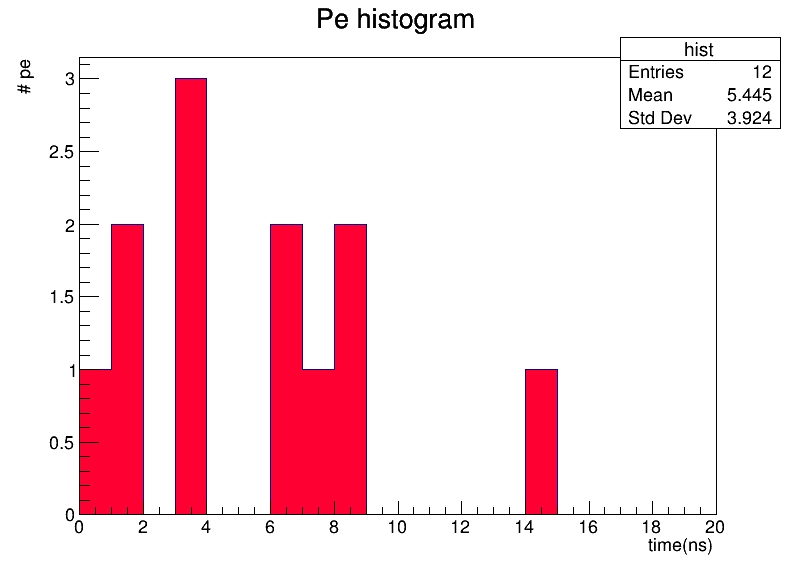 Pe histogram
hist
Entries 12
Mean 5.445
Std Dev 3.924
# pe
3
2.5
2
1.5
1
0.5
0
0 2 4 6 8 10 12 14 16 18 20
time(ns)